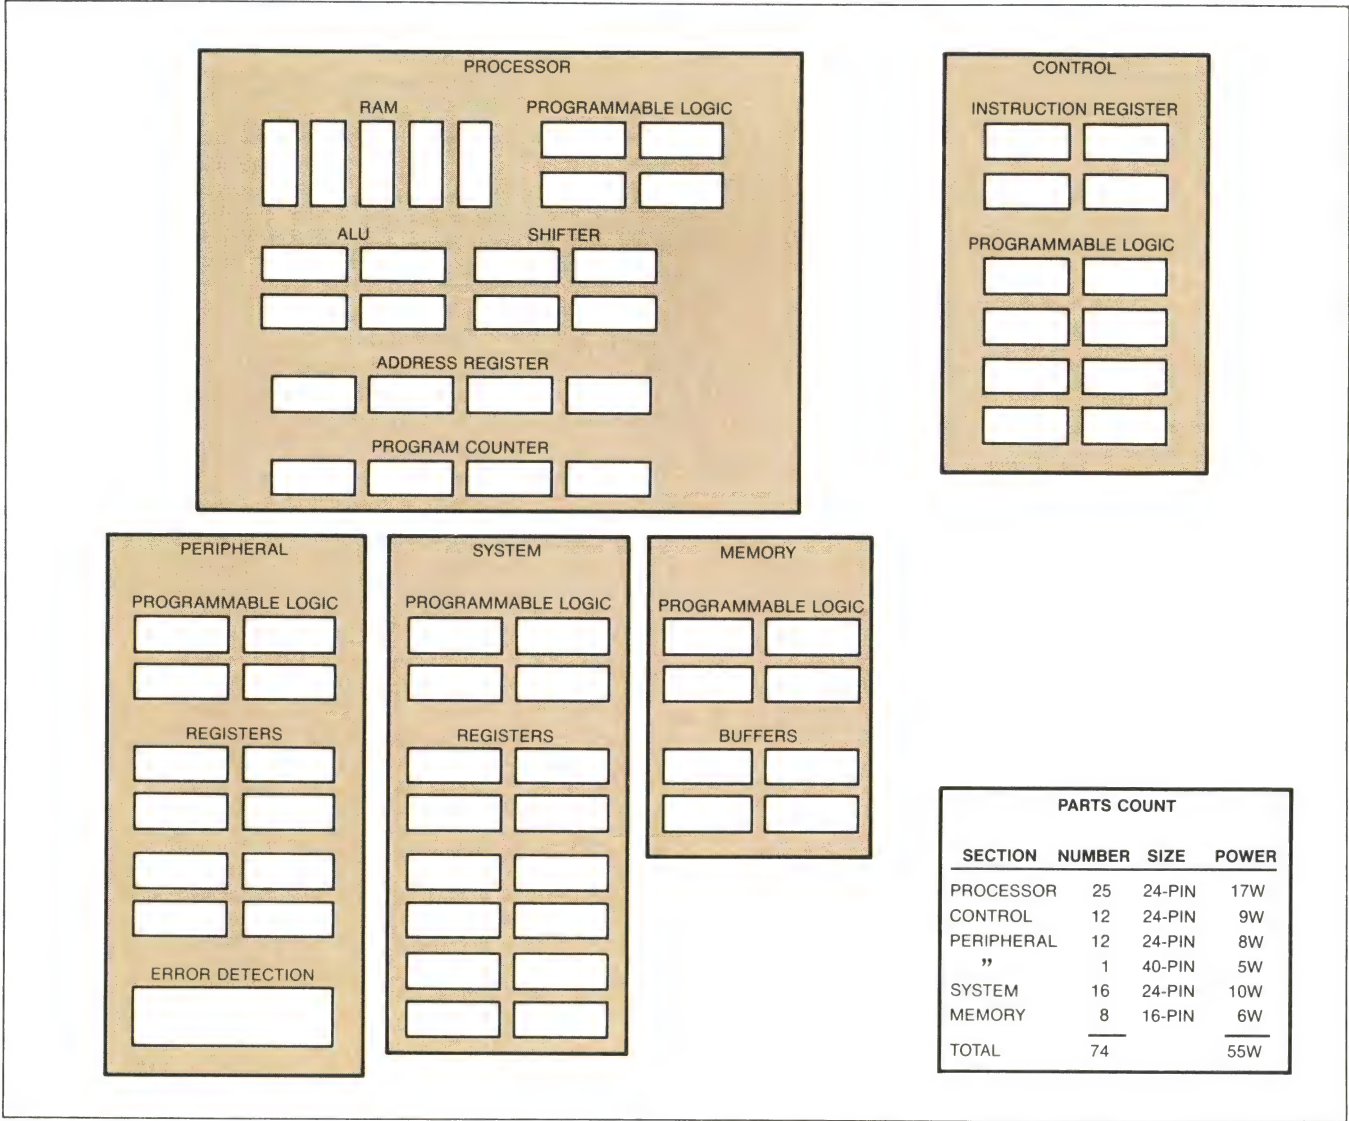 PROCESSOR
RAM
PROGRAMMABLE LOGIC
ALU
SHIFTER
ADDRESS REGISTER
PROGRAM COUNTER
CONTROL
INSTRUCTION REGISTER
PROGRAMMABLE LOGIC
PERIPHERAL
PROGRAMMABLE LOGIC
REGISTERS
ERROR DETECTION
SYSTEM
PROGRAMMABLE LOGIC
REGISTERS
MEMORY
PROGRAMMABLE LOGIC
BUFFERS
PARTS COUNT
SECTION NUMBER SIZE POWER
PROCESSOR 25 24-PIN 17W
CONTROL 12 24-PIN 9W
PERIPHERAL 12 24-PIN 8W
" 1 40-PIN 5W
SYSTEM 16 24-PIN 10W
MEMORY 8 16-PIN 6W
TOTAL 74 55W